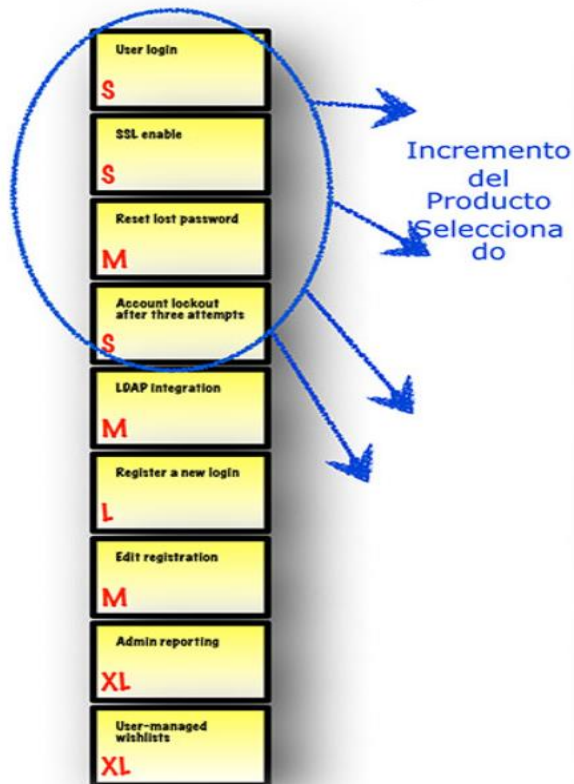 User login
S
SSL enable
S
Reset lost password
M
Account lockout
after three attempts
S
LDAP integration
M
Register a new login
L
Edit registration
M
Admin reporting
XL
User-managed
wishlists
XL
Incremento
del
Producto
Selecciona
do